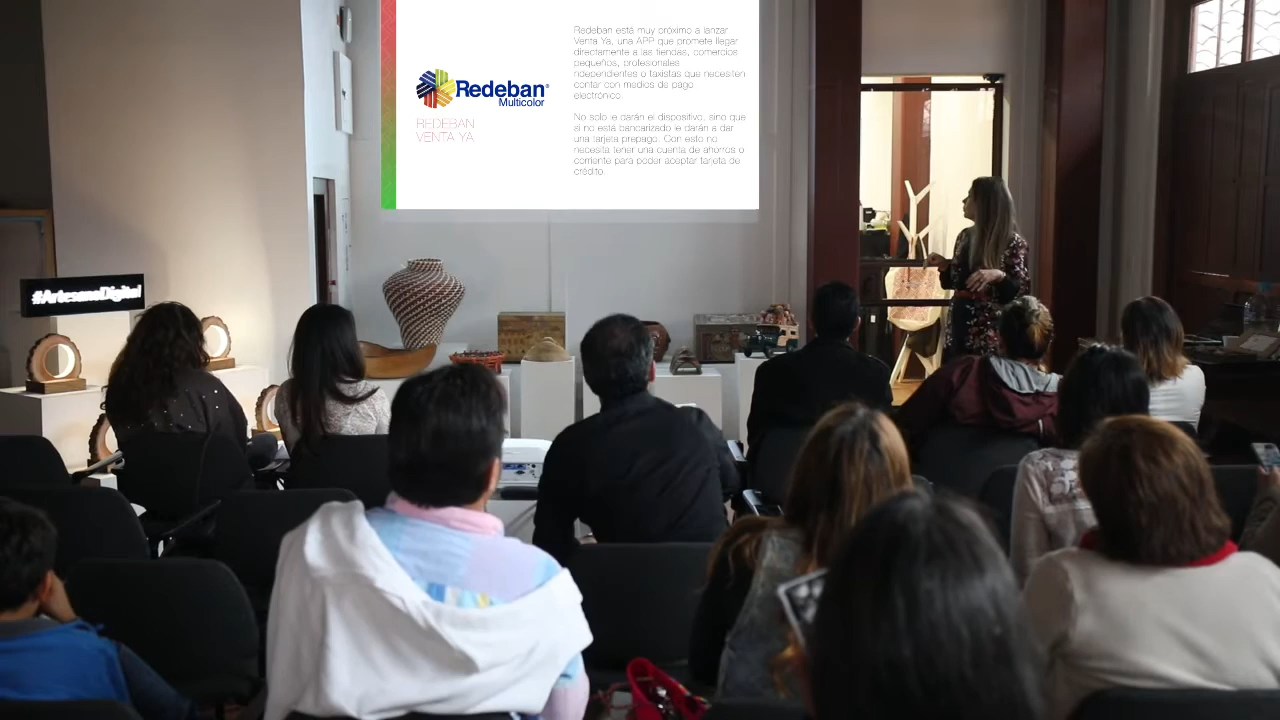 Redeban está muy próximo a lanzar
Venta Ya, una APP que promete llegar
directamente a las tiendas, comercios
pequeños, profesionales
ndependientes o taxistas que necesiten
contar con medios de pago
electrónico.
Redeban®
Multicolor
REDEBAN
VENTA YA
No solo le darán el dispositivo, sino que
si no está bancarizado le darán a dar
una tarjeta prepago. Con esto no
necesita tener una cuenta de ahorros o
corriente para poder aceptar tarjeta de
crédito.
#ArtesanoDigital